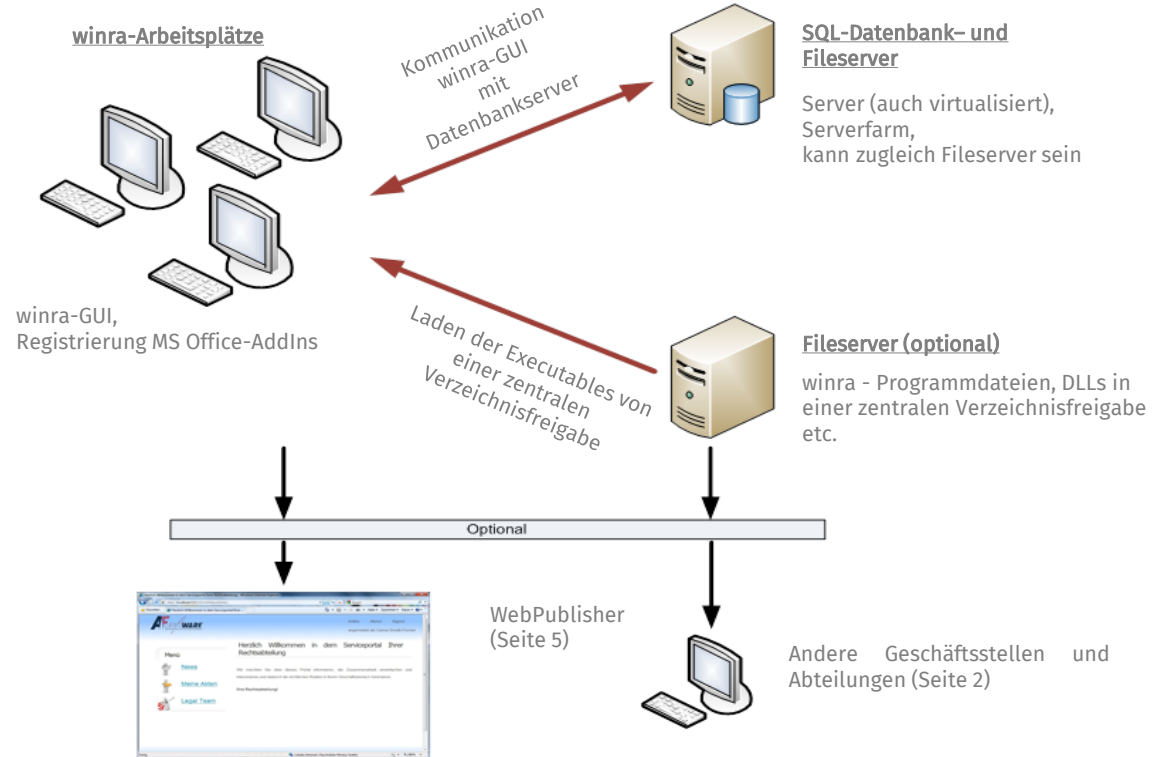 winra-Arbeitsplätze
Kommunikation
winra-GUI
mit
Datenbankserver
SQL-Datenbank– und
Fileserver
Server (auch virtualisiert),
Serverfarm,
kann zugleich Fileserver sein
winra-GUI,
Registrierung MS Office-AddIns
Laden der Executables von
einer zentralen
Verzeichnisfreigabe
Fileserver (optional)
winra - Programmdateien, DLLs in
einer zentralen Verzeichnisfreigabe
etc.
Optional
Herzlich Willkommen in dem Serviceportal Ihrer
Rechtsabteilung
Menü
News
Meine Akten
Legal Team
Ihre Rechtsabteilung!
WebPublisher
(Seite 5)
Andere Geschäftsstellen und
Abteilungen (Seite 2)